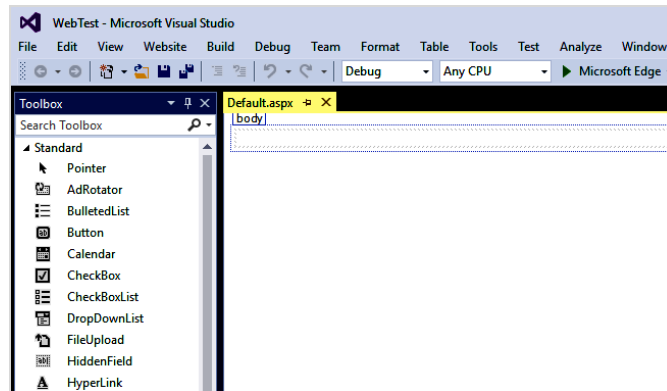 WebTest - Microsoft Visual Studio
File Edit View Website Build Debug Team Format Table Tools Test Analyze Window
Debug Any CPU Microsoft Edge
Toolbox
Default.aspx
Search Toolbox
body
Standard
Pointer
AdRotator
BulletedList
Button
Calendar
CheckBox
CheckBoxList
DropDownList
FileUpload
HiddenField
HyperLink